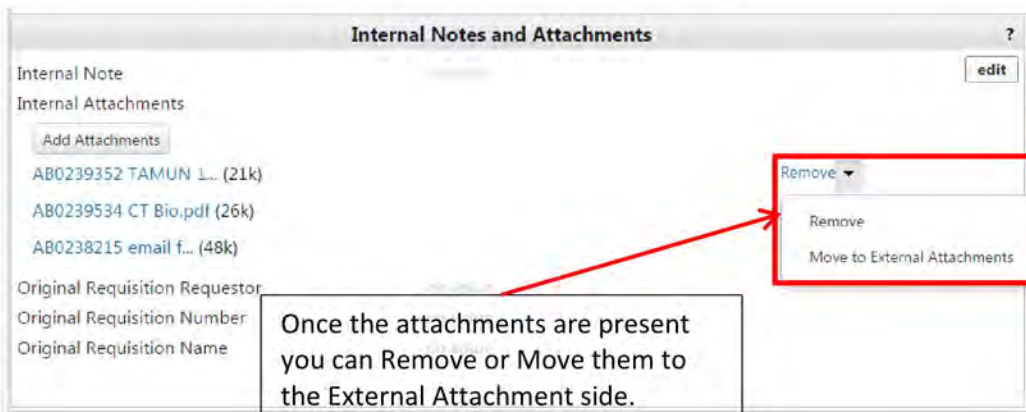 Internal Notes and Attachments ?
Internal Note edit
Internal Attachments
Add Attachments
AB0239352 TAMUN 1... (21k) Remove
AB0239534 CT Bio.pdf (26k) Remove
AB0238215 email f... (48k) Move to External Attachments
Original Requisition Requestor
Original Requisition Number
Original Requisition Name
Once the attachments are present
you can Remove or Move them to
the External Attachment side.